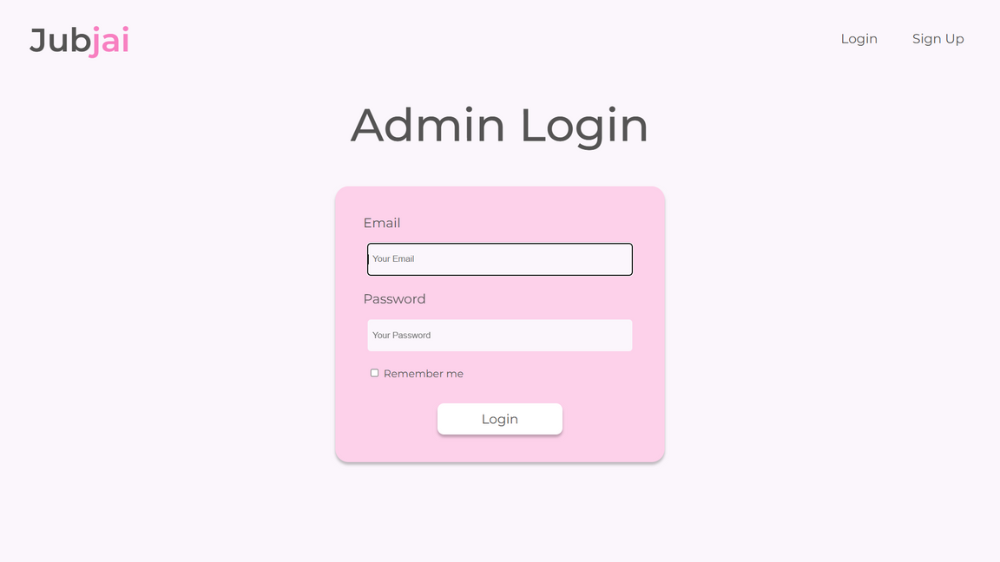 Jubjai
Login
Sign Up
Admin Login
Email
Your Email
Password
Your Password
Remember me
Login